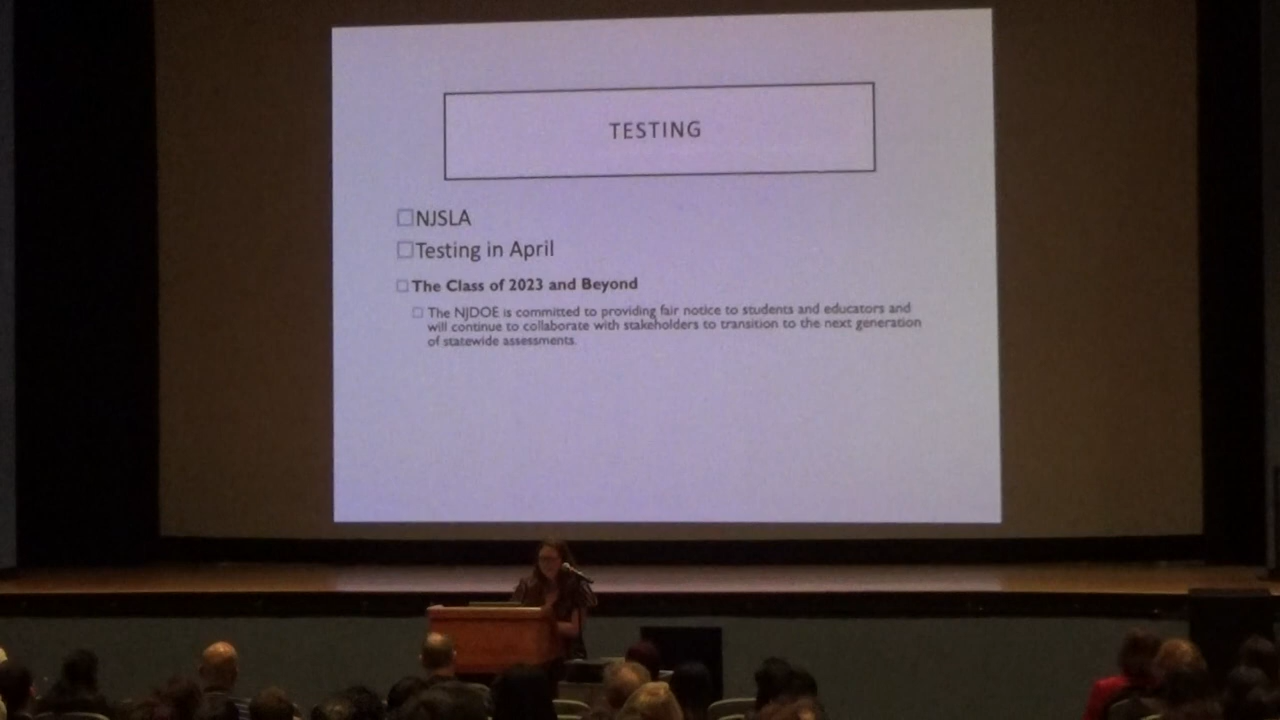 TESTING
NJSLA
Testing in April
The Class of 2023 and Beyond
The NJDOE is committed to providing fair notice to students and educators and
will continue to collaborate with stakeholders to transition to the next generation
of statewide assessments.